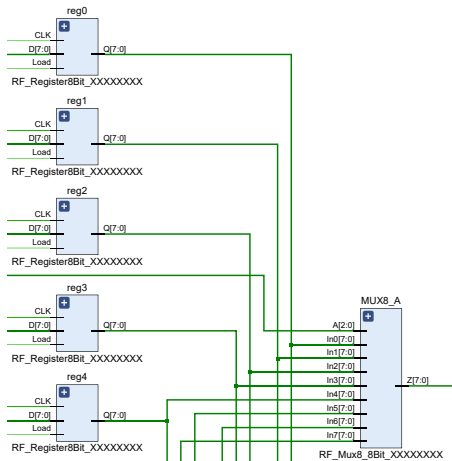 reg0
CLK
D[7:0]
Q[7:0]
Load
RF_Register8Bit_XXXXXXXX
reg1
CLK
D[7:0]
Q[7:0]
Load
RF_Register8Bit_XXXXXXXX
reg2
CLK
D[7:0]
Q[7:0]
Load
RF_Register8Bit_XXXXXXXX
reg3
CLK
D[7:0]
Q[7:0]
Load
RF_Register8Bit_XXXXXXXX
reg4
CLK
D[7:0]
Q[7:0]
Load
RF_Register8Bit_XXXXXXXX
MUX8_A
A[2:0]
In0[7:0]
In1[7:0]
In2[7:0]
In3[7:0]
Z[7:0]
In4[7:0]
In5[7:0]
In6[7:0]
In7[7:0]
RF_Mux8_8Bit_XXXXXXXX